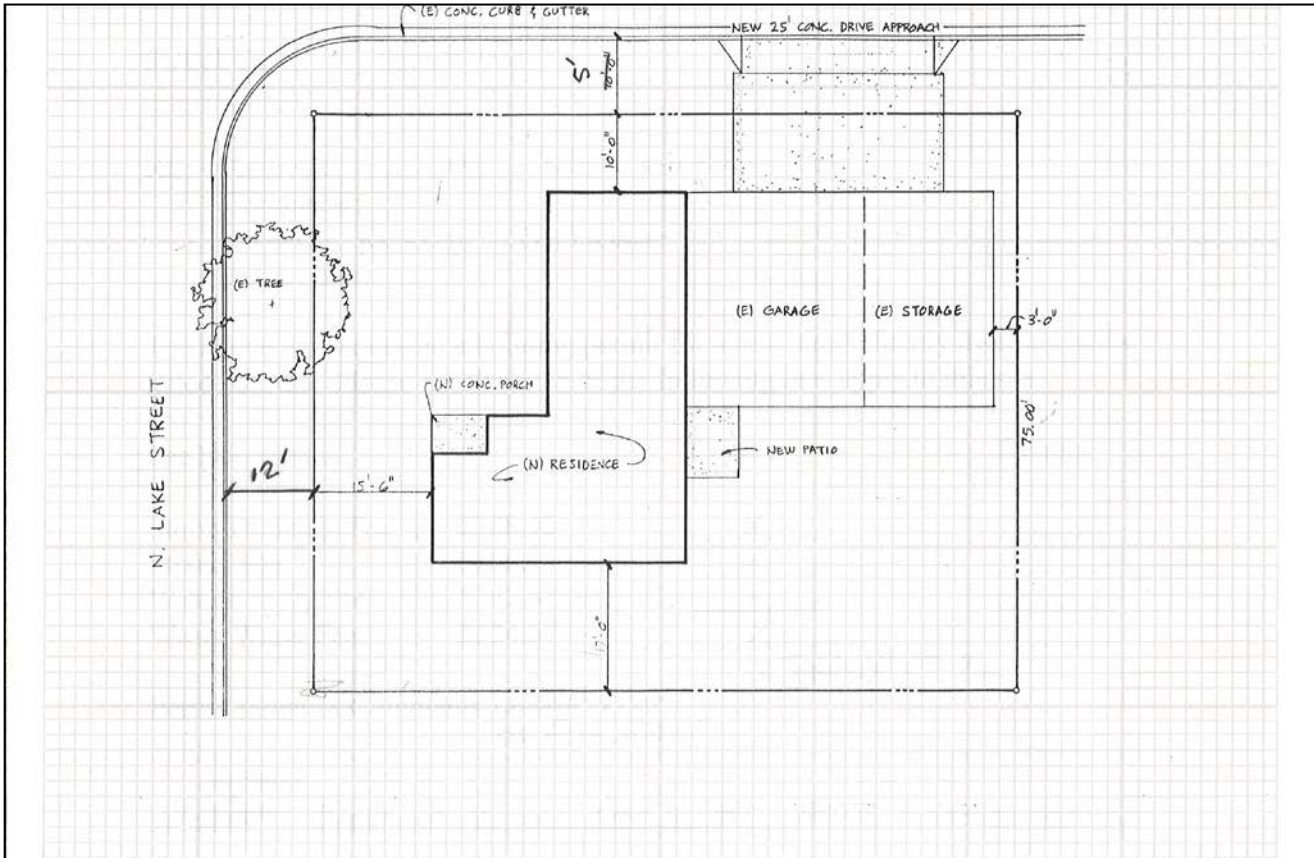 (E) CONC. CURB & GUTTER
NEW 25' CONC. DRIVE APPROACH
5'
10'-0"
10'-0"
(E) TREE
(E) GARAGE
(E) STORAGE
3'-0"
(N) CONC. PORCH
N. LAKE STREET
75.00'
NEW PATIO
(N) RESIDENCE
12'
15'-6"
17'-0"